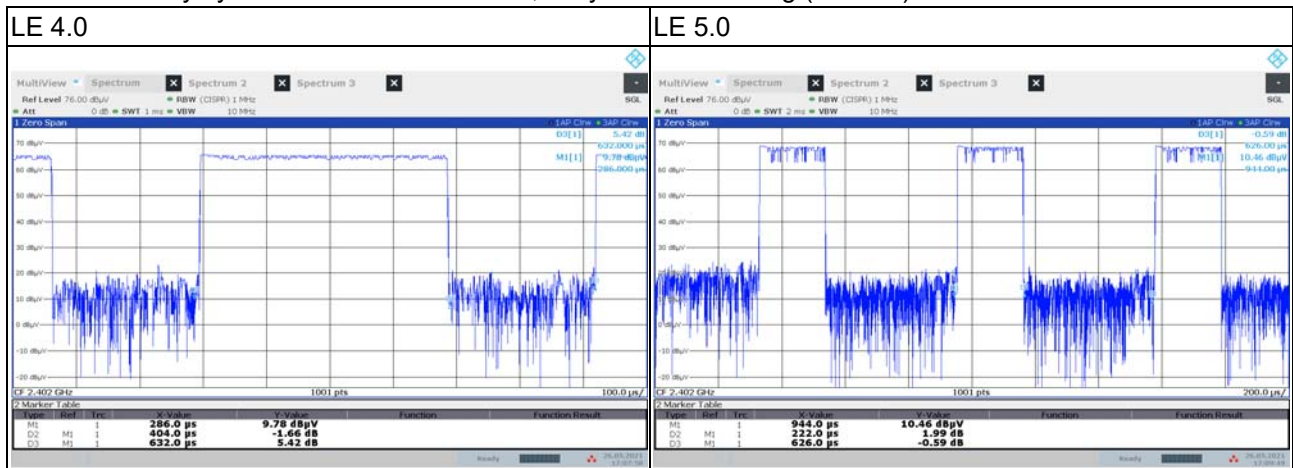 LE 4.0
MultiView Spectrum Spectrum 2 Spectrum 3
Ref Level 76.00 dBµV RBW (CISPR) 1 MHz SGL
Att 0 dB SWT 1 ms VBW 10 MHz
1 Zero Span 1AP Clrw 3AP Clrw
D3[1] 5.42 dB
632.000 µs
M1[1] 9.78 dBµV
286.000 µs
70 dBµV
60 dBµV
50 dBµV
40 dBµV
30 dBµV
20 dBµV
10 dBµV
0 dBµV
-10 dBµV
-20 dBµV
CF 2.402 GHz 1001 pts 100.0 µs/
2 Marker Table
Type Ref Trc X-Value Y-Value Function Function Result
M1 1 286.0 µs 9.78 dBµV
D2 M1 1 404.0 µs -1.66 dB
D3 M1 1 632.0 µs 5.42 dB
Ready 26.03.2021
LE 5.0
MultiView Spectrum Spectrum 2 Spectrum 3
Ref Level 76.00 dBµV RBW (CISPR) 1 MHz SGL
Att 0 dB SWT 2 ms VBW 10 MHz
1 Zero Span 1AP Clrw 3AP Clrw
D3[1] -0.59 dB
626.00 µs
M1[1] 10.46 dBµV
944.00 µs
70 dBµV
60 dBµV
50 dBµV
40 dBµV
30 dBµV
10 dBµV
0 dBµV
-10 dBµV
-20 dBµV
CF 2.402 GHz 1001 pts 200.0 µs/
2 Marker Table
Type Ref Trc X-Value Y-Value Function Function Result
M1 1 944.0 µs 10.46 dBµV
D2 M1 1 222.0 µs 1.99 dB
D3 M1 1 626.0 µs -0.59 dB
Ready 26.03.2021